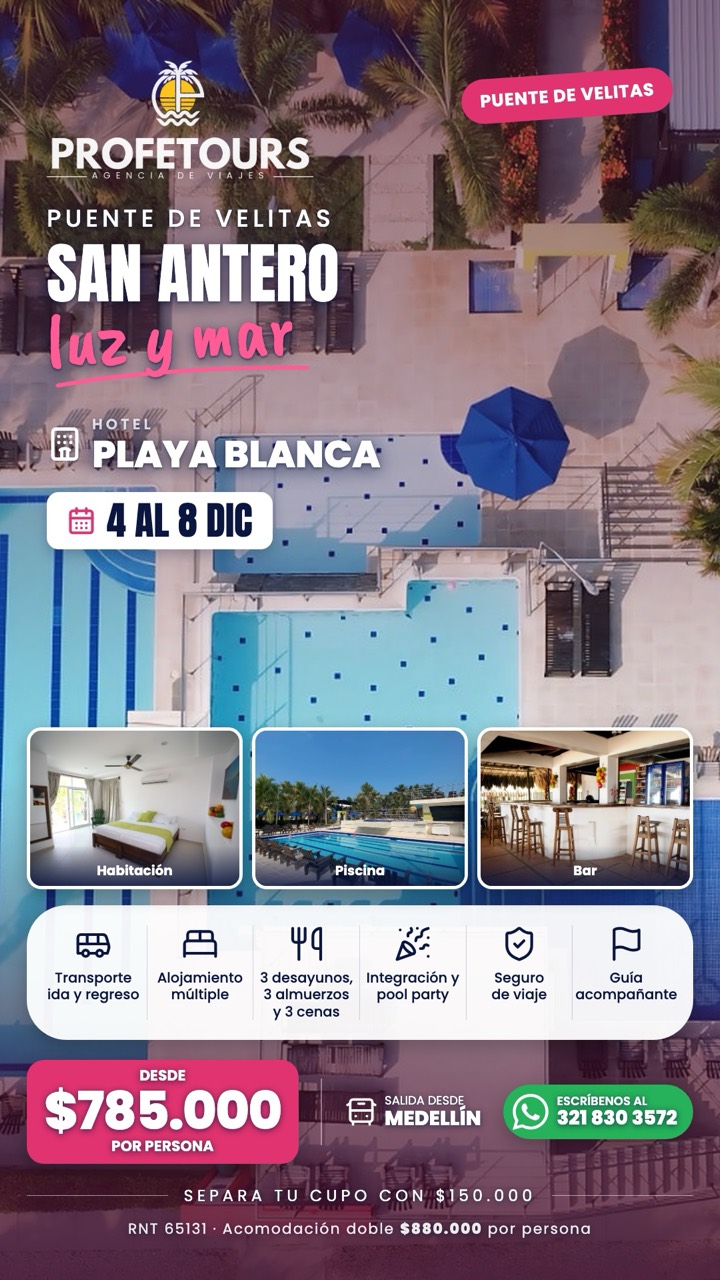 PROFETOURS
AGENCIA DE VIAJES
PUENTE DE VELITAS
PUENTE DE VELITAS
SAN ANTERO
luz y mar
HOTEL
PLAYA BLANCA
4 AL 8 DIC
Habitación
Piscina
Bar
Transporte
ida y regreso
Alojamiento
múltiple
3 desayunos,
3 almuerzos
y 3 cenas
Integración y
pool party
Seguro
de viaje
Guía
acompañante
DESDE
$785.000
POR PERSONA
SALIDA DESDE
MEDELLÍN
ESCRÍBENOS AL
321 830 3572
SEPARA TU CUPO CON $150.000
RNT 65131 · Acomodación doble $880.000 por persona